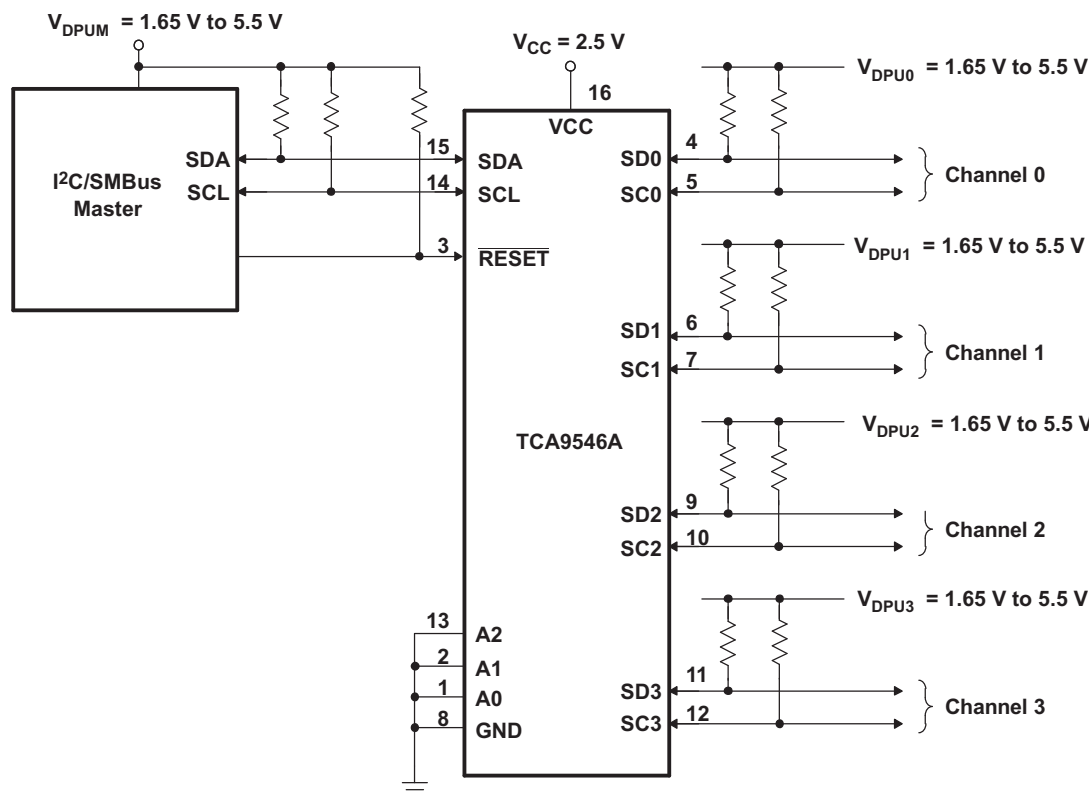 V_DPUM = 1.65 V to 5.5 V
V_CC = 2.5 V
16
VCC
V_DPU0 = 1.65 V to 5.5 V
I²C/SMBus
Master
SDA
SCL
15
14
3
SDA
SCL
RESET
SD0
SC0
4
5
Channel 0
V_DPU1 = 1.65 V to 5.5 V
SD1
SC1
6
7
Channel 1
TCA9546A
V_DPU2 = 1.65 V to 5.5 V
SD2
SC2
9
10
Channel 2
V_DPU3 = 1.65 V to 5.5 V
13
2
1
8
A2
A1
A0
GND
SD3
SC3
11
12
Channel 3